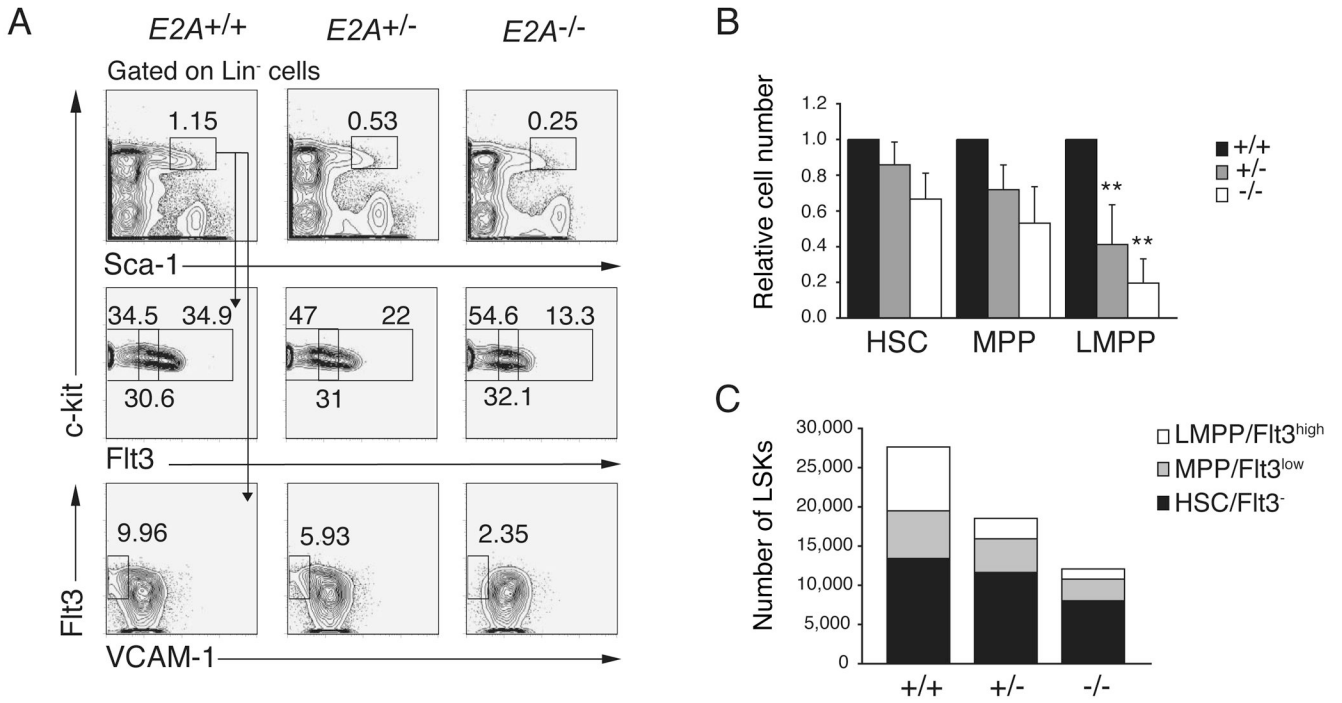 A
E2A+/+ E2A+/- E2A-/-
Gated on Lin- cells
1.15 0.53 0.25
Sca-1
34.5 34.9 47 22 54.6 13.3
30.6 31 32.1
c-kit
Flt3
9.96 5.93 2.35
Flt3
VCAM-1
B
Relative cell number
1.2
1.0
0.8
0.6
0.4
0.2
0.0
** **
HSC MPP LMPP
+/+
+/-
-/-
C
Number of LSKs
30,000
25,000
20,000
15,000
10,000
5,000
0
+/+ +/- -/-
LMPP/Flt3high
MPP/Flt3low
HSC/Flt3-